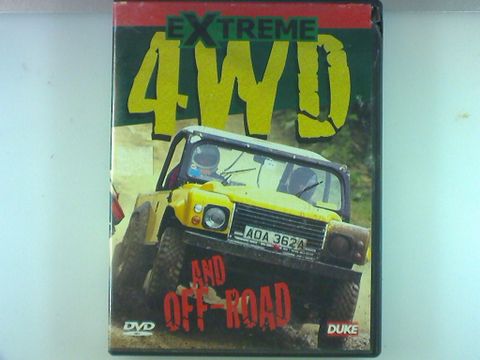 EXTREME
4WD
AOA 362A
AND
OFF-ROAD
DVD
DUKE